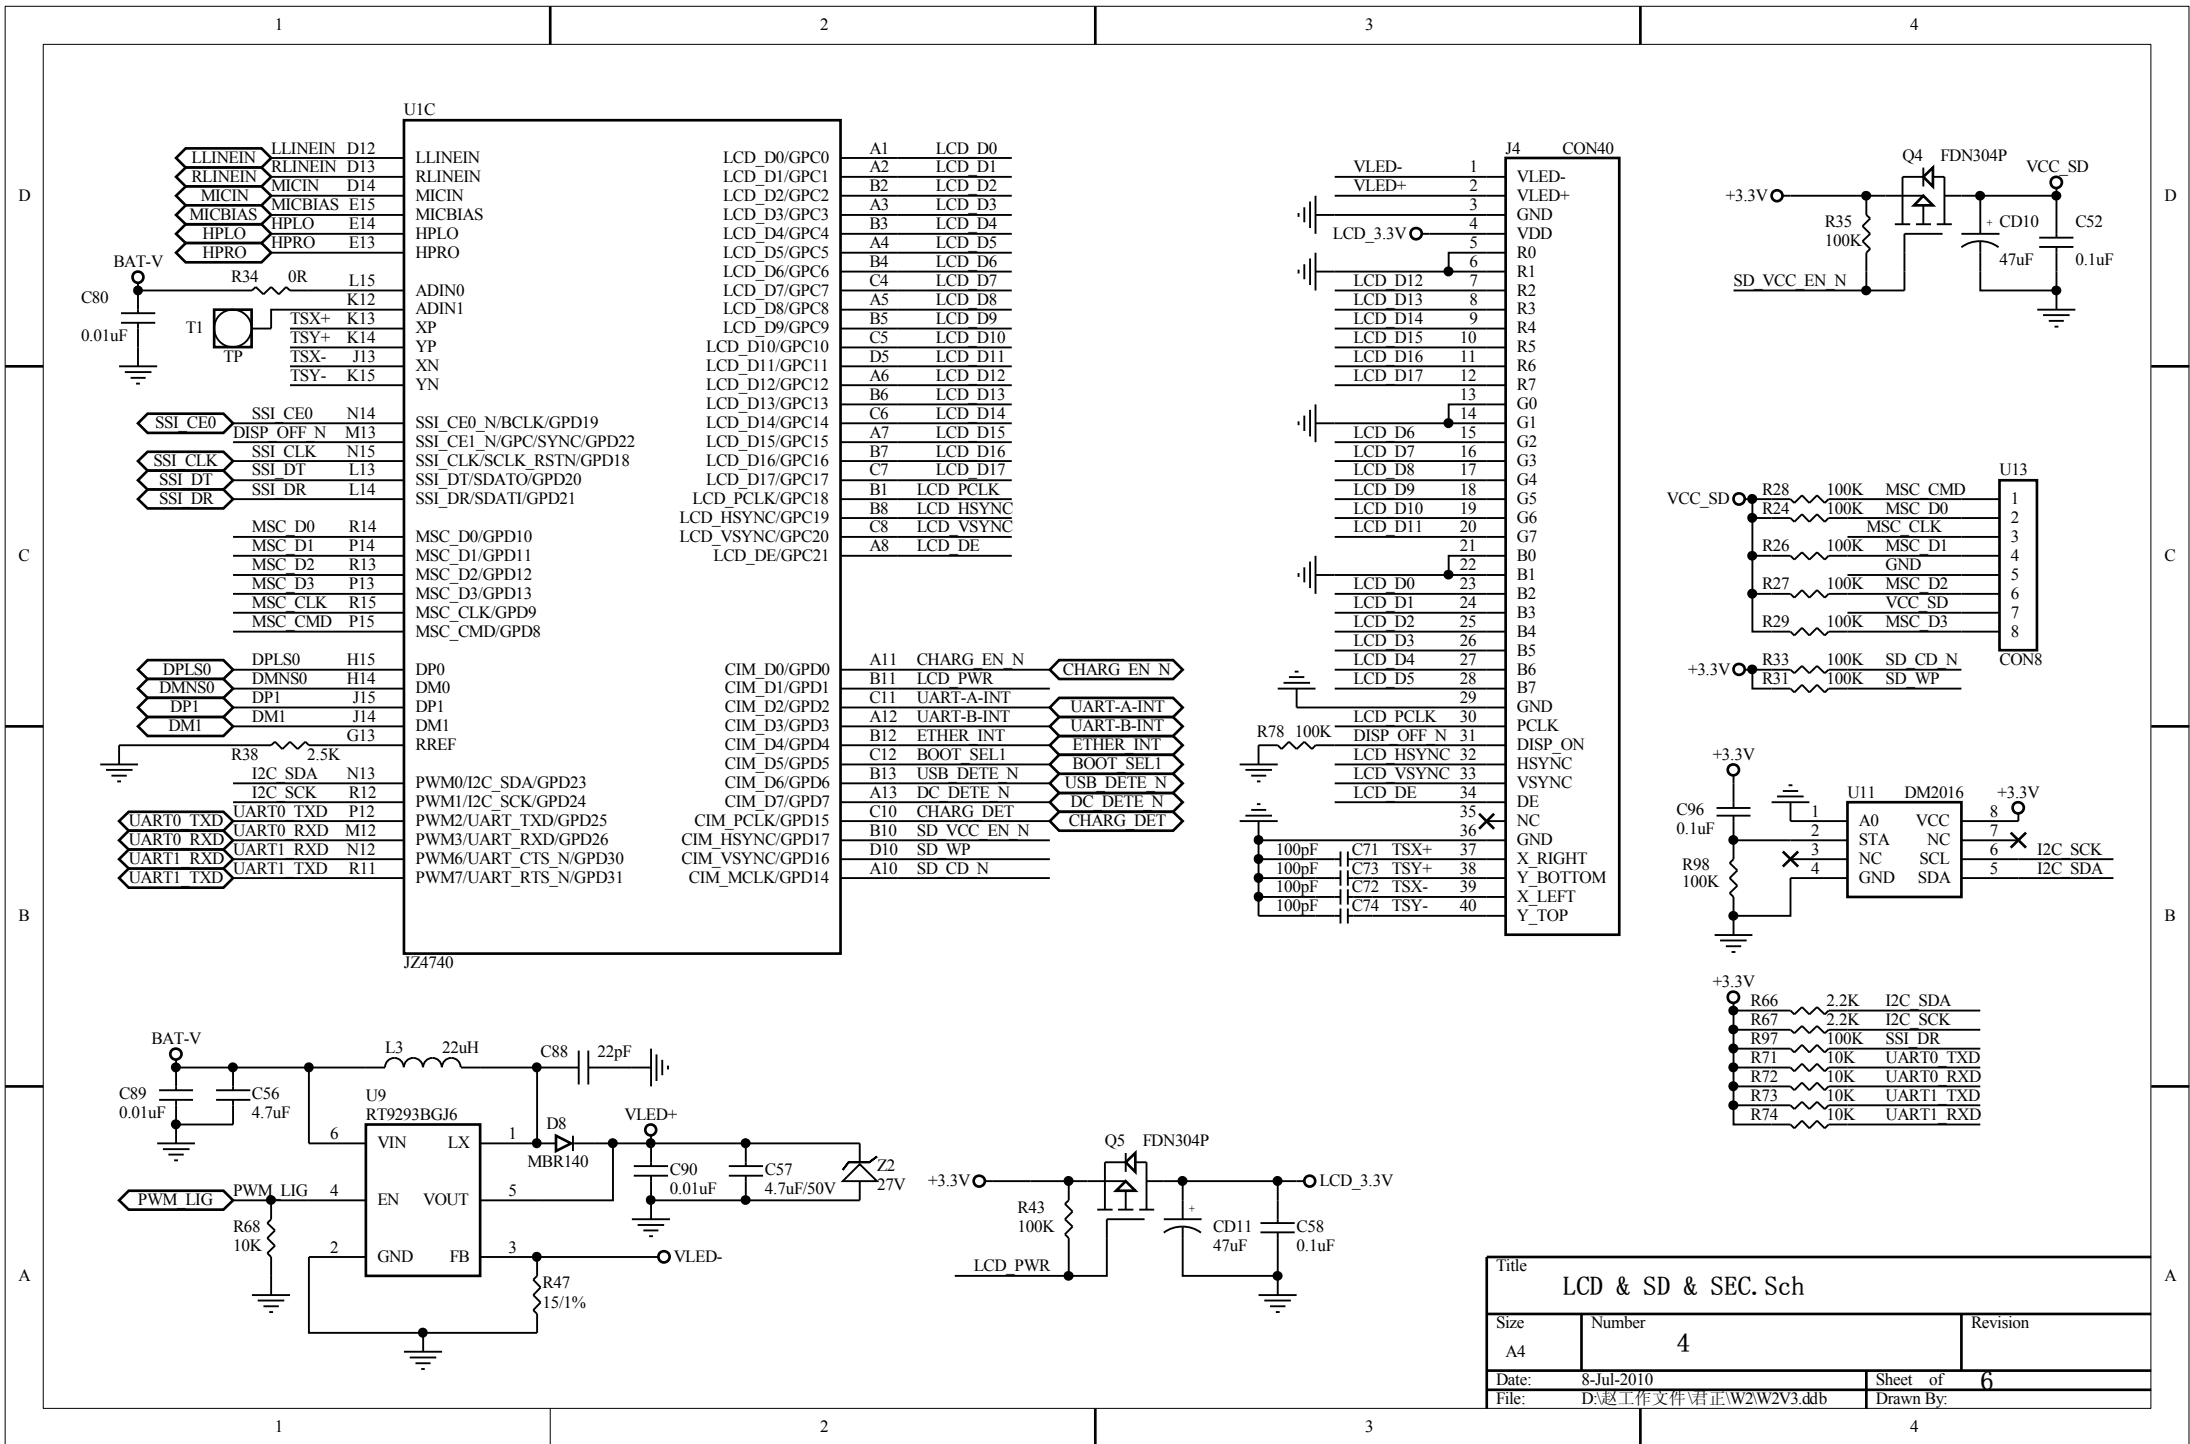 1 2 3 4
D
C
B
A
U1C
LLINEIN LLINEIN D12 LLINEIN
RLINEIN RLINEIN D13 RLINEIN
MICIN MICIN D14 MICIN
MICBIAS MICBIAS E15 MICBIAS
HPLO HPLO E14 HPLO
HPRO HPRO E13 HPRO
BAT-V
R34 0R L15 ADIN0
C80
0.01uF
K12 ADIN1
T1
TP
TSX+ K13 XP
TSY+ K14 YP
TSX- J13 XN
TSY- K15 YN
SSI_CE0 SSI_CE0 N14 SSI_CE0_N/BCLK/GPD19
DISP_OFF_N M13 SSI_CE1_N/GPC/SYNC/GPD22
SSI_CLK SSI_CLK N15 SSI_CLK/SCLK_RSTN/GPD18
SSI_DT SSI_DT L13 SSI_DT/SDATO/GPD20
SSI_DR SSI_DR L14 SSI_DR/SDATI/GPD21
MSC_D0 R14 MSC_D0/GPD10
MSC_D1 P14 MSC_D1/GPD11
MSC_D2 R13 MSC_D2/GPD12
MSC_D3 P13 MSC_D3/GPD13
MSC_CLK R15 MSC_CLK/GPD9
MSC_CMD P15 MSC_CMD/GPD8
DPLS0 DPLS0 H15 DP0
DMNS0 DMNS0 H14 DM0
DP1 DP1 J15 DP1
DM1 DM1 J14 DM1
R38 2.5K G13 RREF
I2C_SDA N13 PWM0/I2C_SDA/GPD23
I2C_SCK R12 PWM1/I2C_SCK/GPD24
UART0_TXD UART0_TXD P12 PWM2/UART_TXD/GPD25
UART0_RXD UART0_RXD M12 PWM3/UART_RXD/GPD26
UART1_RXD UART1_RXD N12 PWM6/UART_CTS_N/GPD30
UART1_TXD UART1_TXD R11 PWM7/UART_RTS_N/GPD31
LCD_D0/GPC0 A1 LCD_D0
LCD_D1/GPC1 A2 LCD_D1
LCD_D2/GPC2 B2 LCD_D2
LCD_D3/GPC3 A3 LCD_D3
LCD_D4/GPC4 B3 LCD_D4
LCD_D5/GPC5 A4 LCD_D5
LCD_D6/GPC6 B4 LCD_D6
LCD_D7/GPC7 C4 LCD_D7
LCD_D8/GPC8 A5 LCD_D8
LCD_D9/GPC9 B5 LCD_D9
LCD_D10/GPC10 C5 LCD_D10
LCD_D11/GPC11 D5 LCD_D11
LCD_D12/GPC12 A6 LCD_D12
LCD_D13/GPC13 B6 LCD_D13
LCD_D14/GPC14 C6 LCD_D14
LCD_D15/GPC15 A7 LCD_D15
LCD_D16/GPC16 B7 LCD_D16
LCD_D17/GPC17 C7 LCD_D17
LCD_PCLK/GPC18 B1 LCD_PCLK
LCD_HSYNC/GPC19 B8 LCD_HSYNC
LCD_VSYNC/GPC20 C8 LCD_VSYNC
LCD_DE/GPC21 A8 LCD_DE
CIM_D0/GPD0 A11 CHARG_EN_N CHARG_EN_N
CIM_D1/GPD1 B11 LCD_PWR
CIM_D2/GPD2 C11 UART-A-INT UART-A-INT
CIM_D3/GPD3 A12 UART-B-INT UART-B-INT
CIM_D4/GPD4 B12 ETHER_INT ETHER_INT
CIM_D5/GPD5 C12 BOOT_SEL1 BOOT_SEL1
CIM_D6/GPD6 B13 USB_DETE_N USB_DETE_N
CIM_D7/GPD7 A13 DC_DETE_N DC_DETE_N
CIM_PCLK/GPD15 C10 CHARG_DET CHARG_DET
CIM_HSYNC/GPD17 B10 SD_VCC_EN_N
CIM_VSYNC/GPD16 D10 SD_WP
CIM_MCLK/GPD14 A10 SD_CD_N
JZ4740
J4 CON40
VLED- 1 VLED-
VLED+ 2 VLED+
3 GND
LCD_3.3V 4 VDD
5 R0
6 R1
LCD_D12 7 R2
LCD_D13 8 R3
LCD_D14 9 R4
LCD_D15 10 R5
LCD_D16 11 R6
LCD_D17 12 R7
13 G0
14 G1
LCD_D6 15 G2
LCD_D7 16 G3
LCD_D8 17 G4
LCD_D9 18 G5
LCD_D10 19 G6
LCD_D11 20 G7
21 B0
22 B1
LCD_D0 23 B2
LCD_D1 24 B3
LCD_D2 25 B4
LCD_D3 26 B5
LCD_D4 27 B6
LCD_D5 28 B7
29 GND
LCD_PCLK 30 PCLK
R78 100K DISP_OFF_N 31 DISP_ON
LCD_HSYNC 32 HSYNC
LCD_VSYNC 33 VSYNC
LCD_DE 34 DE
35 NC
36 GND
100pF C71 TSX+ 37 X_RIGHT
100pF C73 TSY+ 38 Y_BOTTOM
100pF C72 TSX- 39 X_LEFT
100pF C74 TSY- 40 Y_TOP
Q4 FDN304P
VCC_SD
+3.3V
R35
100K
+ CD10
47uF
C52
0.1uF
SD_VCC_EN_N
U13
VCC_SD
R28 100K MSC_CMD 1
R24 100K MSC_D0 2
MSC_CLK 3
R26 100K MSC_D1 4
GND 5
R27 100K MSC_D2 6
VCC_SD 7
R29 100K MSC_D3 8
CON8
+3.3V
R33 100K SD_CD_N
R31 100K SD_WP
+3.3V
C96
0.1uF
R98
100K
U11 DM2016
+3.3V
1 A0 VCC 8
2 STA NC 7
3 NC SCL 6 I2C_SCK
4 GND SDA 5 I2C_SDA
+3.3V
R66 2.2K I2C_SDA
R67 2.2K I2C_SCK
R97 100K SSI_DR
R71 10K UART0_TXD
R72 10K UART0_RXD
R73 10K UART1_TXD
R74 10K UART1_RXD
BAT-V
L3 22uH
C88 22pF
C89
0.01uF
C56
4.7uF
U9
RT9293BGJ6
6 VIN LX 1
4 EN VOUT 5
2 GND FB 3
D8
MBR140
VLED+
C90
0.01uF
C57
4.7uF/50V
Z2
27V
PWM_LIG PWM_LIG
R68
10K
VLED-
R47
15/1%
Q5 FDN304P
+3.3V
LCD_3.3V
R43
100K
+
CD11
47uF
C58
0.1uF
LCD_PWR
Title
LCD & SD & SEC.Sch
Size
A4
Number
4
Revision
Date: 8-Jul-2010 Sheet of 6
File: D:\赵工作文件\君正\W2\W2V3.ddb Drawn By:
D
C
B
A
1 2 3 4